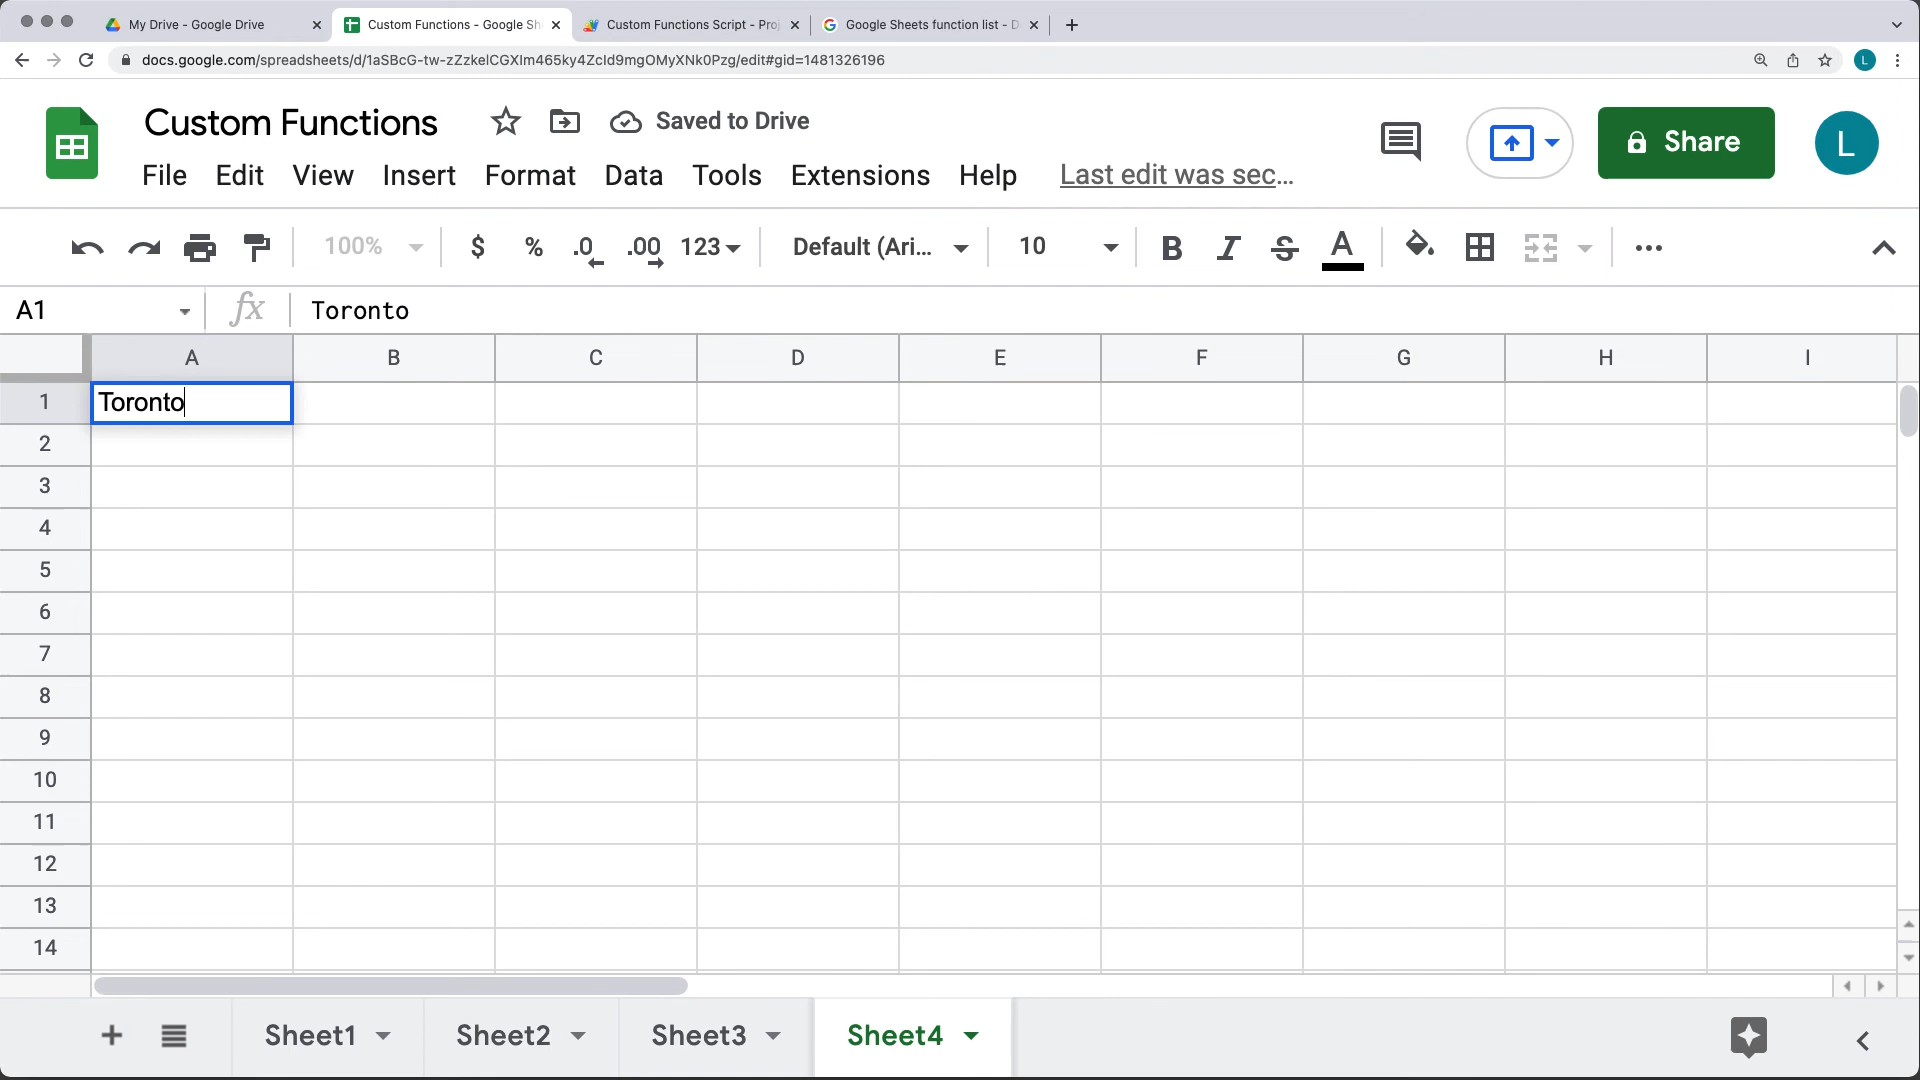 My Drive - Google Drive
Custom Functions - Google Sh
Custom Functions Script - Proj
Google Sheets function list - D
docs.google.com/spreadsheets/d/1aSBcG-tw-zZzkelCGXIm465ky4ZcId9mgOMyXNk0Pzg/edit#gid=1481326196
L
Custom Functions
Saved to Drive
Share
L
File Edit View Insert Format Data Tools Extensions Help Last edit was sec...
100% $ % .0 .00 123 Default (Ari... 10 B I S A
A1 fx Toronto
A B C D E F G H I
1 Toronto
2
3
4
5
6
7
8
9
10
11
12
13
14
Sheet1 Sheet2 Sheet3 Sheet4